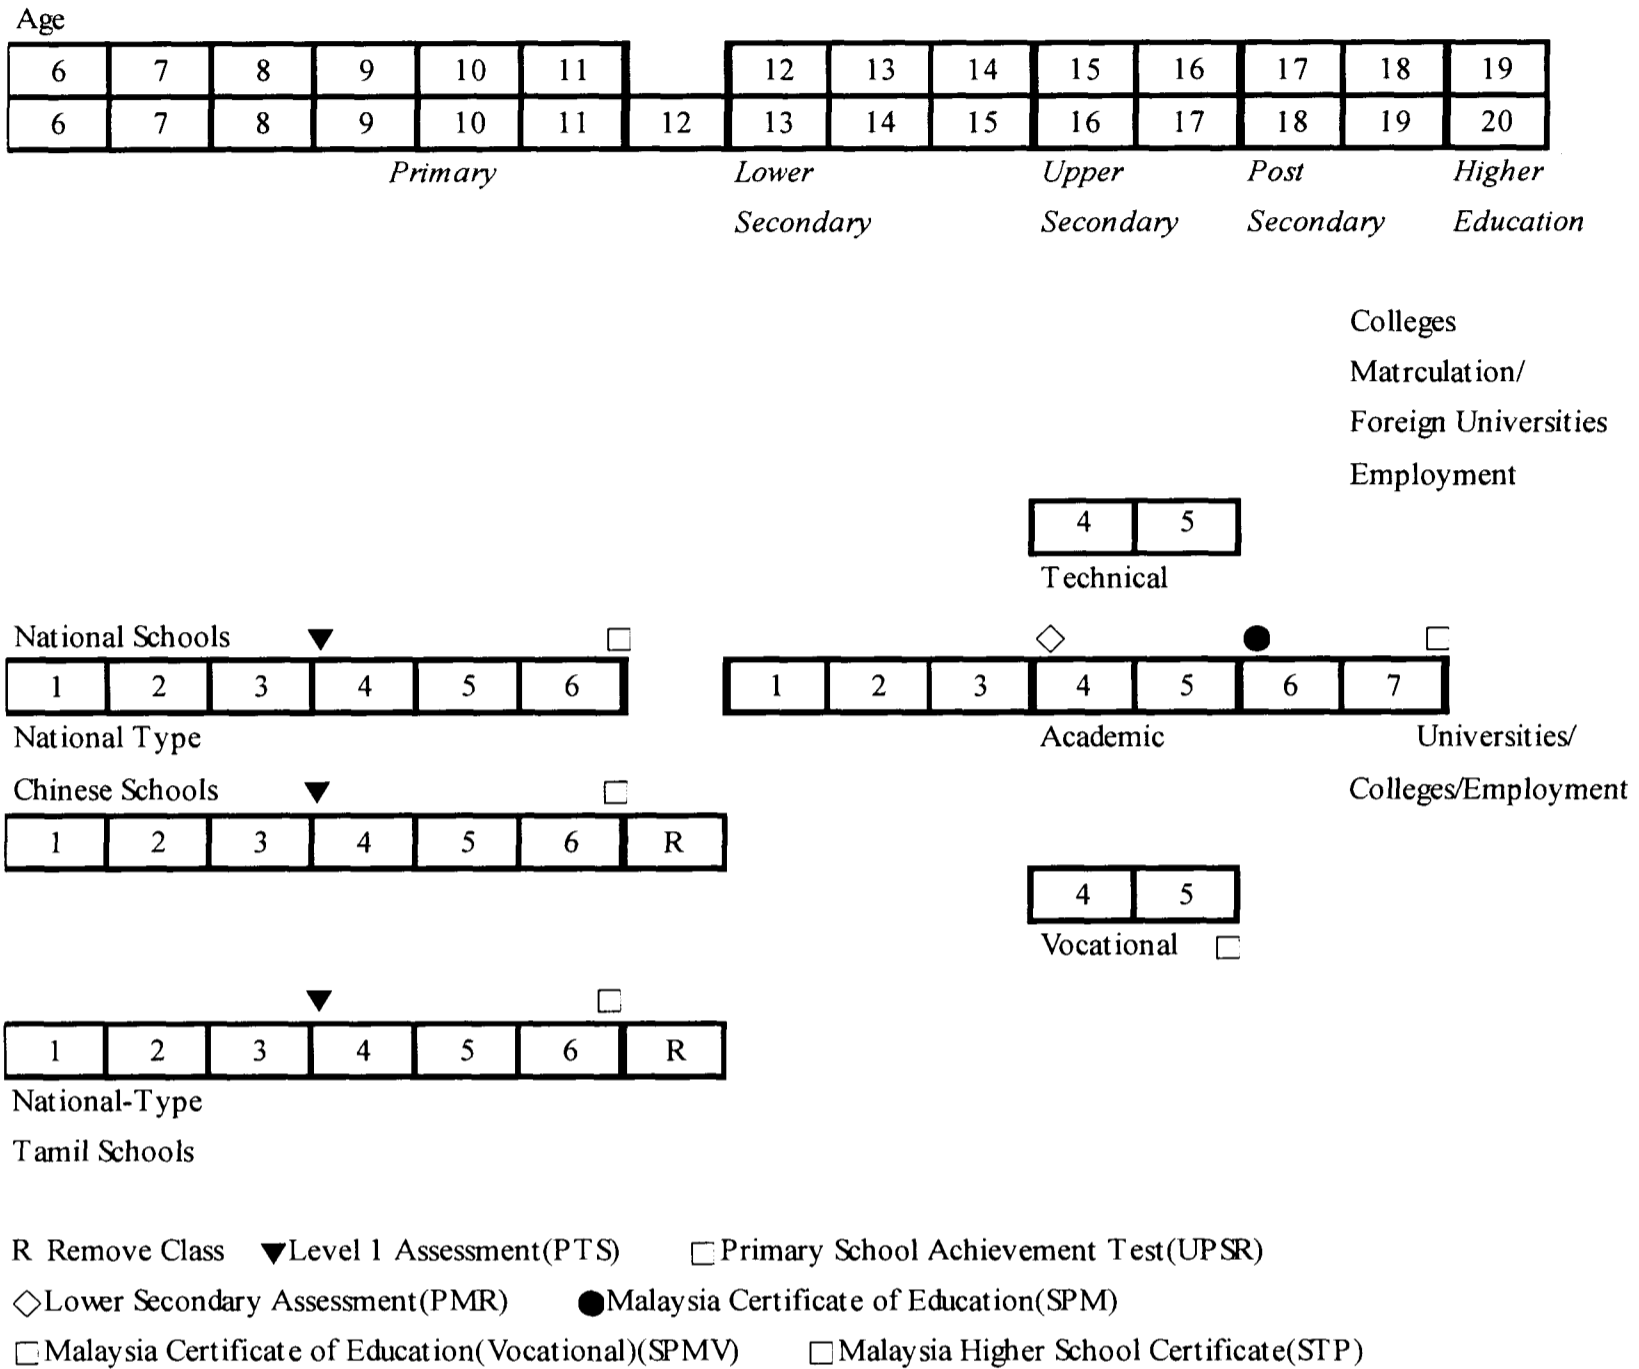 Age
6 7 8 9 10 11 12 13 14 15 16 17 18 19
6 7 8 9 10 11 12 13 14 15 16 17 18 19 20
Primary Lower Upper Post Higher
Secondary Secondary Secondary Education
Colleges
Matrculation/
Foreign Universities
Employment
4 5
Technical
National Schools
1 2 3 4 5 6 1 2 3 4 5 6 7
National Type Academic Universities/
Chinese Schools Colleges/Employment
1 2 3 4 5 6 R
4 5
Vocational
1 2 3 4 5 6 R
National-Type
Tamil Schools
R Remove Class ▼Level 1 Assessment(PTS) □Primary School Achievement Test(UPSR)
◇Lower Secondary Assessment(PMR) ●Malaysia Certificate of Education(SPM)
□Malaysia Certificate of Education(Vocational)(SPMV) □Malaysia Higher School Certificate(STP)